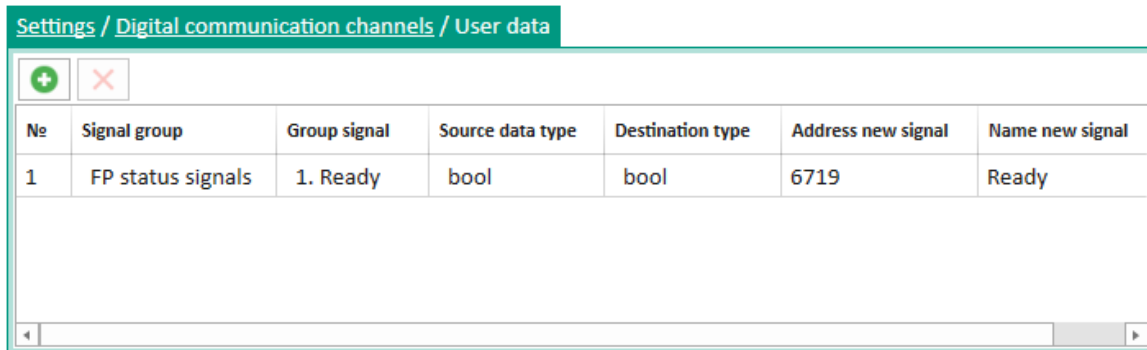 Settings / Digital communication channels / User data
№ Signal group Group signal Source data type Destination type Address new signal Name new signal
1 FP status signals 1. Ready bool bool 6719 Ready